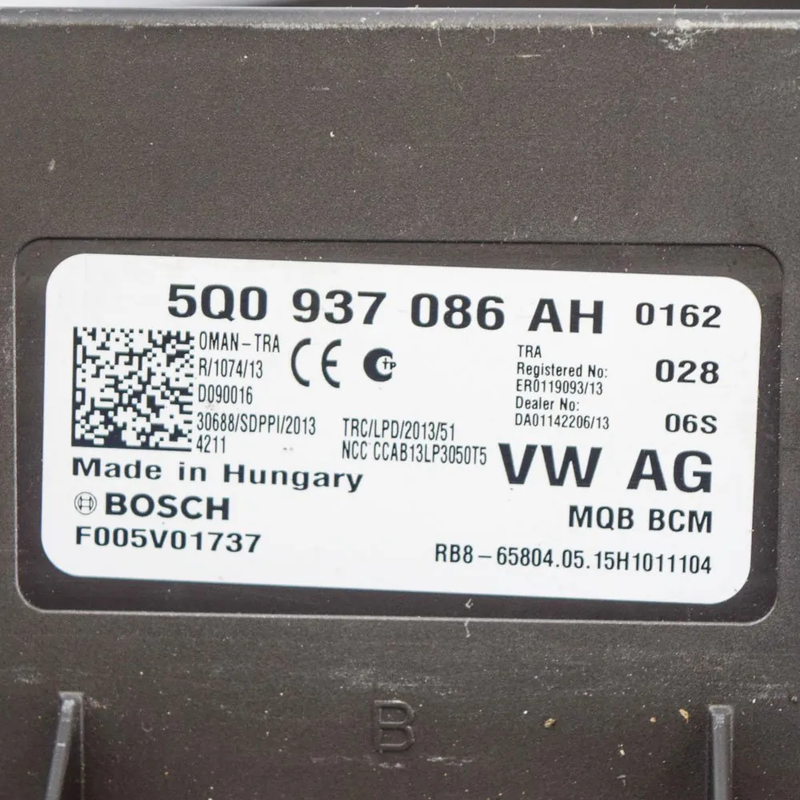 5Q0 937 086 AH 0162
OMAN-TRA
R/1074/13
D090016
30688/SDPPI/2013
4211
CE
TP
TRC/LPD/2013/51
NCC CCAB13LP3050T5
TRA
Registered No:
ER0119093/13
Dealer No:
DA01142206/13
028
06S
VW AG
Made in Hungary
BOSCH
F005V01737
MQB BCM
RB8-65804.05.15H1011104
B